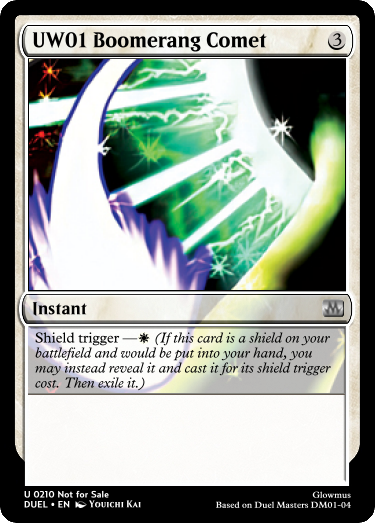 UW01 Boomerang Comet 3
Instant
Shield trigger — (If this card is a shield on your
battlefield and would be put into your hand, you
may instead reveal it and cast it for its shield trigger
cost. Then exile it.)
U 0210 Not for Sale
DUEL • EN Youichi Kai
Glowmus
Based on Duel Masters DM01-04